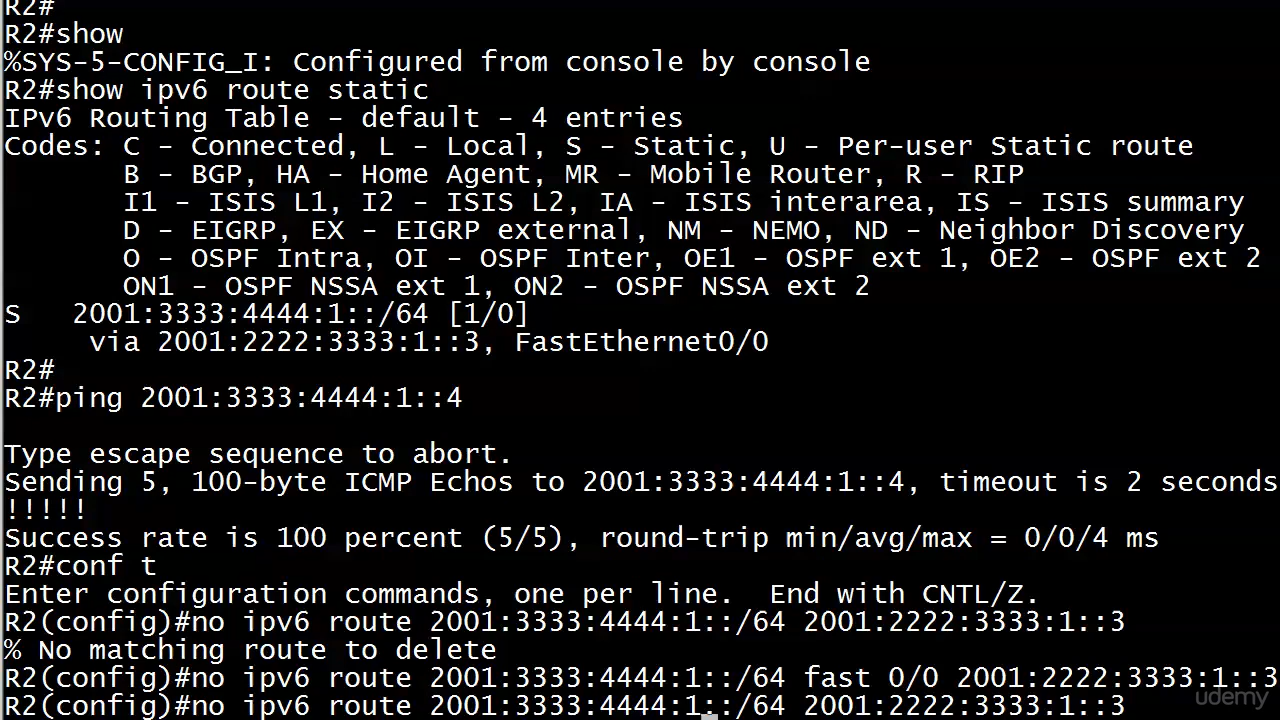 R2#
R2#show
%SYS-5-CONFIG_I: Configured from console by console
R2#show ipv6 route static
IPv6 Routing Table - default - 4 entries
Codes: C - Connected, L - Local, S - Static, U - Per-user Static route
       B - BGP, HA - Home Agent, MR - Mobile Router, R - RIP
       I1 - ISIS L1, I2 - ISIS L2, IA - ISIS interarea, IS - ISIS summary
       D - EIGRP, EX - EIGRP external, NM - NEMO, ND - Neighbor Discovery
       O - OSPF Intra, OI - OSPF Inter, OE1 - OSPF ext 1, OE2 - OSPF ext 2
       ON1 - OSPF NSSA ext 1, ON2 - OSPF NSSA ext 2
S   2001:3333:4444:1::/64 [1/0]
     via 2001:2222:3333:1::3, FastEthernet0/0
R2#
R2#ping 2001:3333:4444:1::4
Type escape sequence to abort.
Sending 5, 100-byte ICMP Echos to 2001:3333:4444:1::4, timeout is 2 seconds
!!!!!
Success rate is 100 percent (5/5), round-trip min/avg/max = 0/0/4 ms
R2#conf t
Enter configuration commands, one per line.  End with CNTL/Z.
R2(config)#no ipv6 route 2001:3333:4444:1::/64 2001:2222:3333:1::3
% No matching route to delete
R2(config)#no ipv6 route 2001:3333:4444:1::/64 fast 0/0 2001:2222:3333:1::3
R2(config)#no ipv6 route 2001:3333:4444:1::/64 2001:2222:3333:1::3
udemy